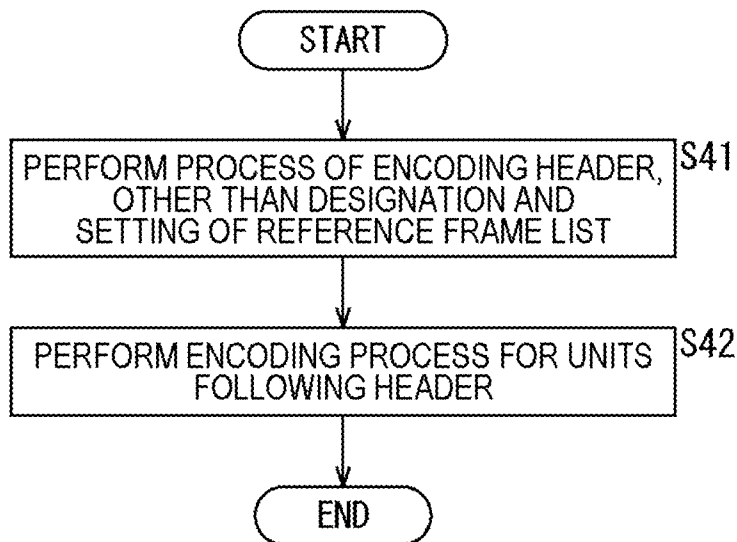 START
PERFORM PROCESS OF ENCODING HEADER, S41
OTHER THAN DESIGNATION AND
SETTING OF REFERENCE FRAME LIST
PERFORM ENCODING PROCESS FOR UNITS S42
FOLLOWING HEADER
END